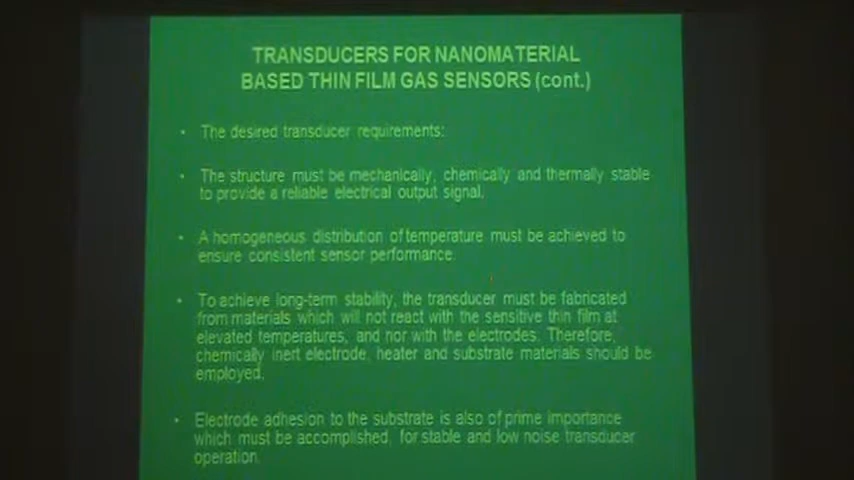 TRANSDUCERS FOR NANOMATERIAL
BASED THIN FILM GAS SENSORS (cont.)
• The desired transducer requirements:
• The structure must be mechanically, chemically and thermally stable
to provide a reliable electrical output signal.
• A homogeneous distribution of temperature must be achieved to
ensure consistent sensor performance.
• To achieve long-term stability, the transducer must be fabricated
from materials which will not react with the sensitive thin film at
elevated temperatures, and nor with the electrodes. Therefore,
chemically inert electrode, heater and substrate materials should be
employed.
• Electrode adhesion to the substrate is also of prime importance
which must be accomplished, for stable and low noise transducer
operation.